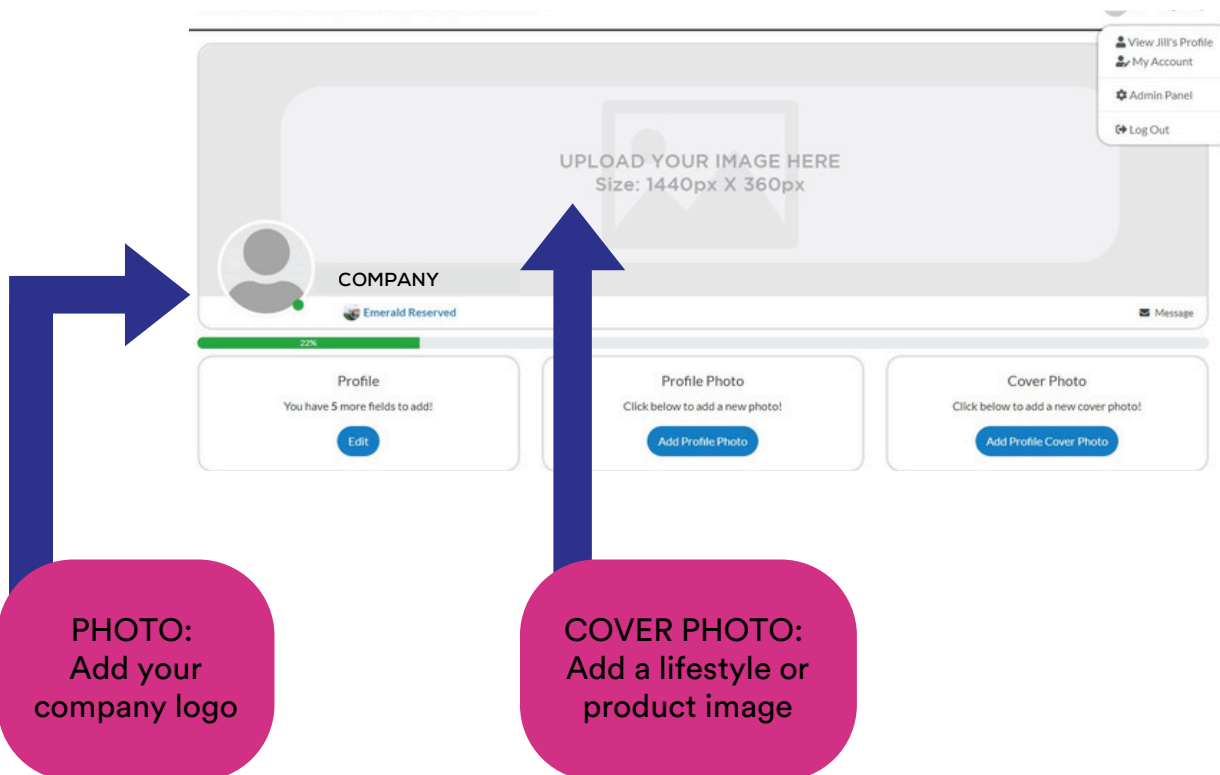 View Jill's Profile
My Account
Admin Panel
Log Out
UPLOAD YOUR IMAGE HERE
Size: 1440px X 360px
COMPANY
Emerald Reserved
Message
22%
Profile
You have 5 more fields to add!
Edit
Profile Photo
Click below to add a new photo!
Add Profile Photo
Cover Photo
Click below to add a new cover photo!
Add Profile Cover Photo
PHOTO:
Add your
company logo
COVER PHOTO:
Add a lifestyle or
product image